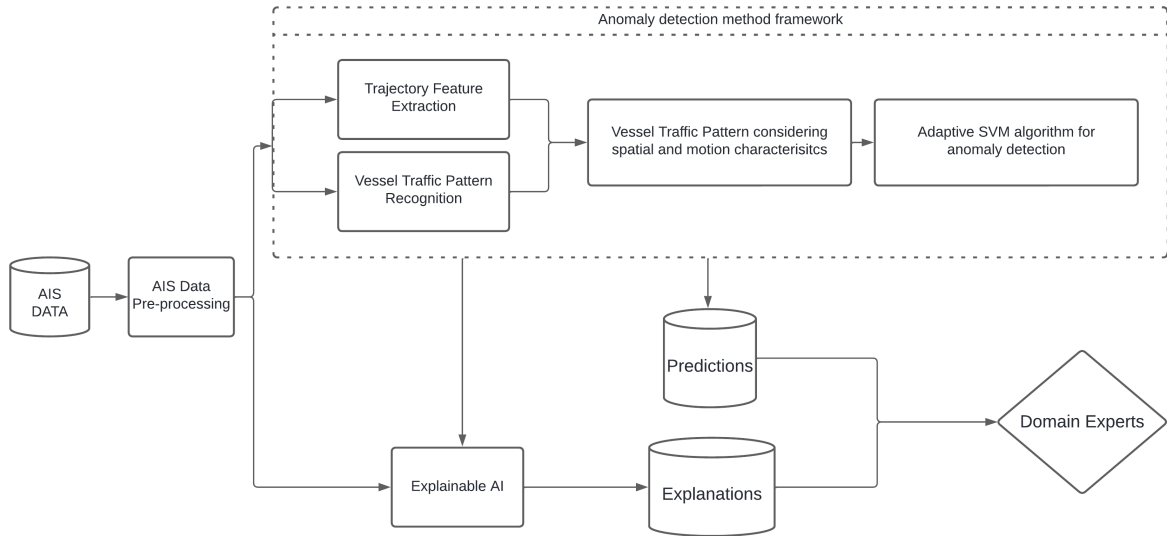 Anomaly detection method framework
Trajectory Feature
Extraction
Vessel Traffic Pattern
Recognition
Vessel Traffic Pattern considering
spatial and motion characterisitcs
Adaptive SVM algorithm for
anomaly detection
AIS
DATA
AIS Data
Pre-processing
Predictions
Domain Experts
Explainable AI
Explanations